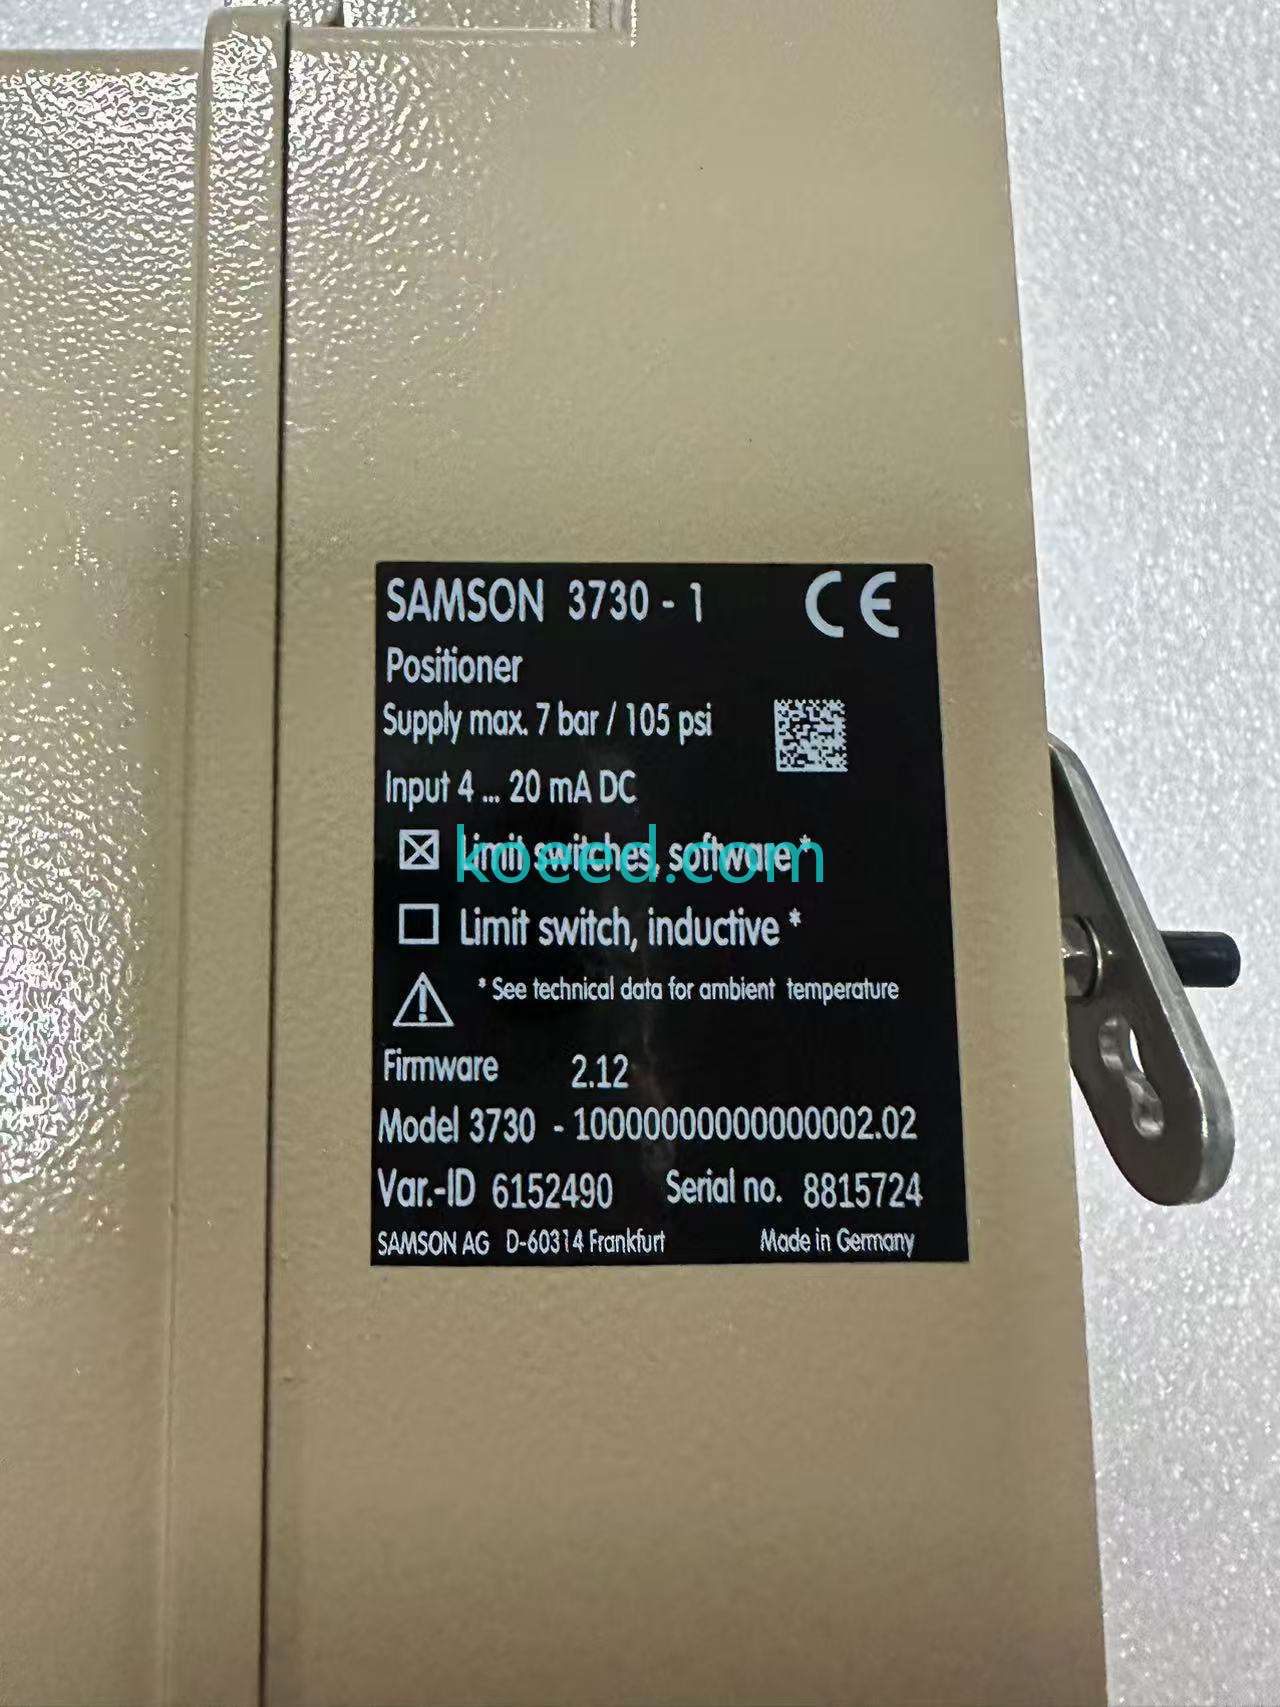 SAMSON 3730 - 1 CE
Positioner
Supply max. 7 bar / 105 psi
Input 4 ... 20 mA DC
Limit switches, software*
koeed.com
Limit switch, inductive *
* See technical data for ambient temperature
Firmware 2.12
Model 3730 - 10000000000000002.02
Var.-ID 6152490 Serial no. 8815724
SAMSON AG D-60314 Frankfurt Made in Germany